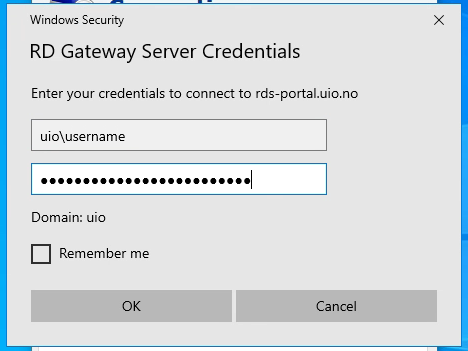 Windows Security
RD Gateway Server Credentials
Enter your credentials to connect to rds-portal.uio.no
uio\username
●●●●●●●●●●●●●●●●●●●●●●●●●
Domain: uio
Remember me
OK
Cancel